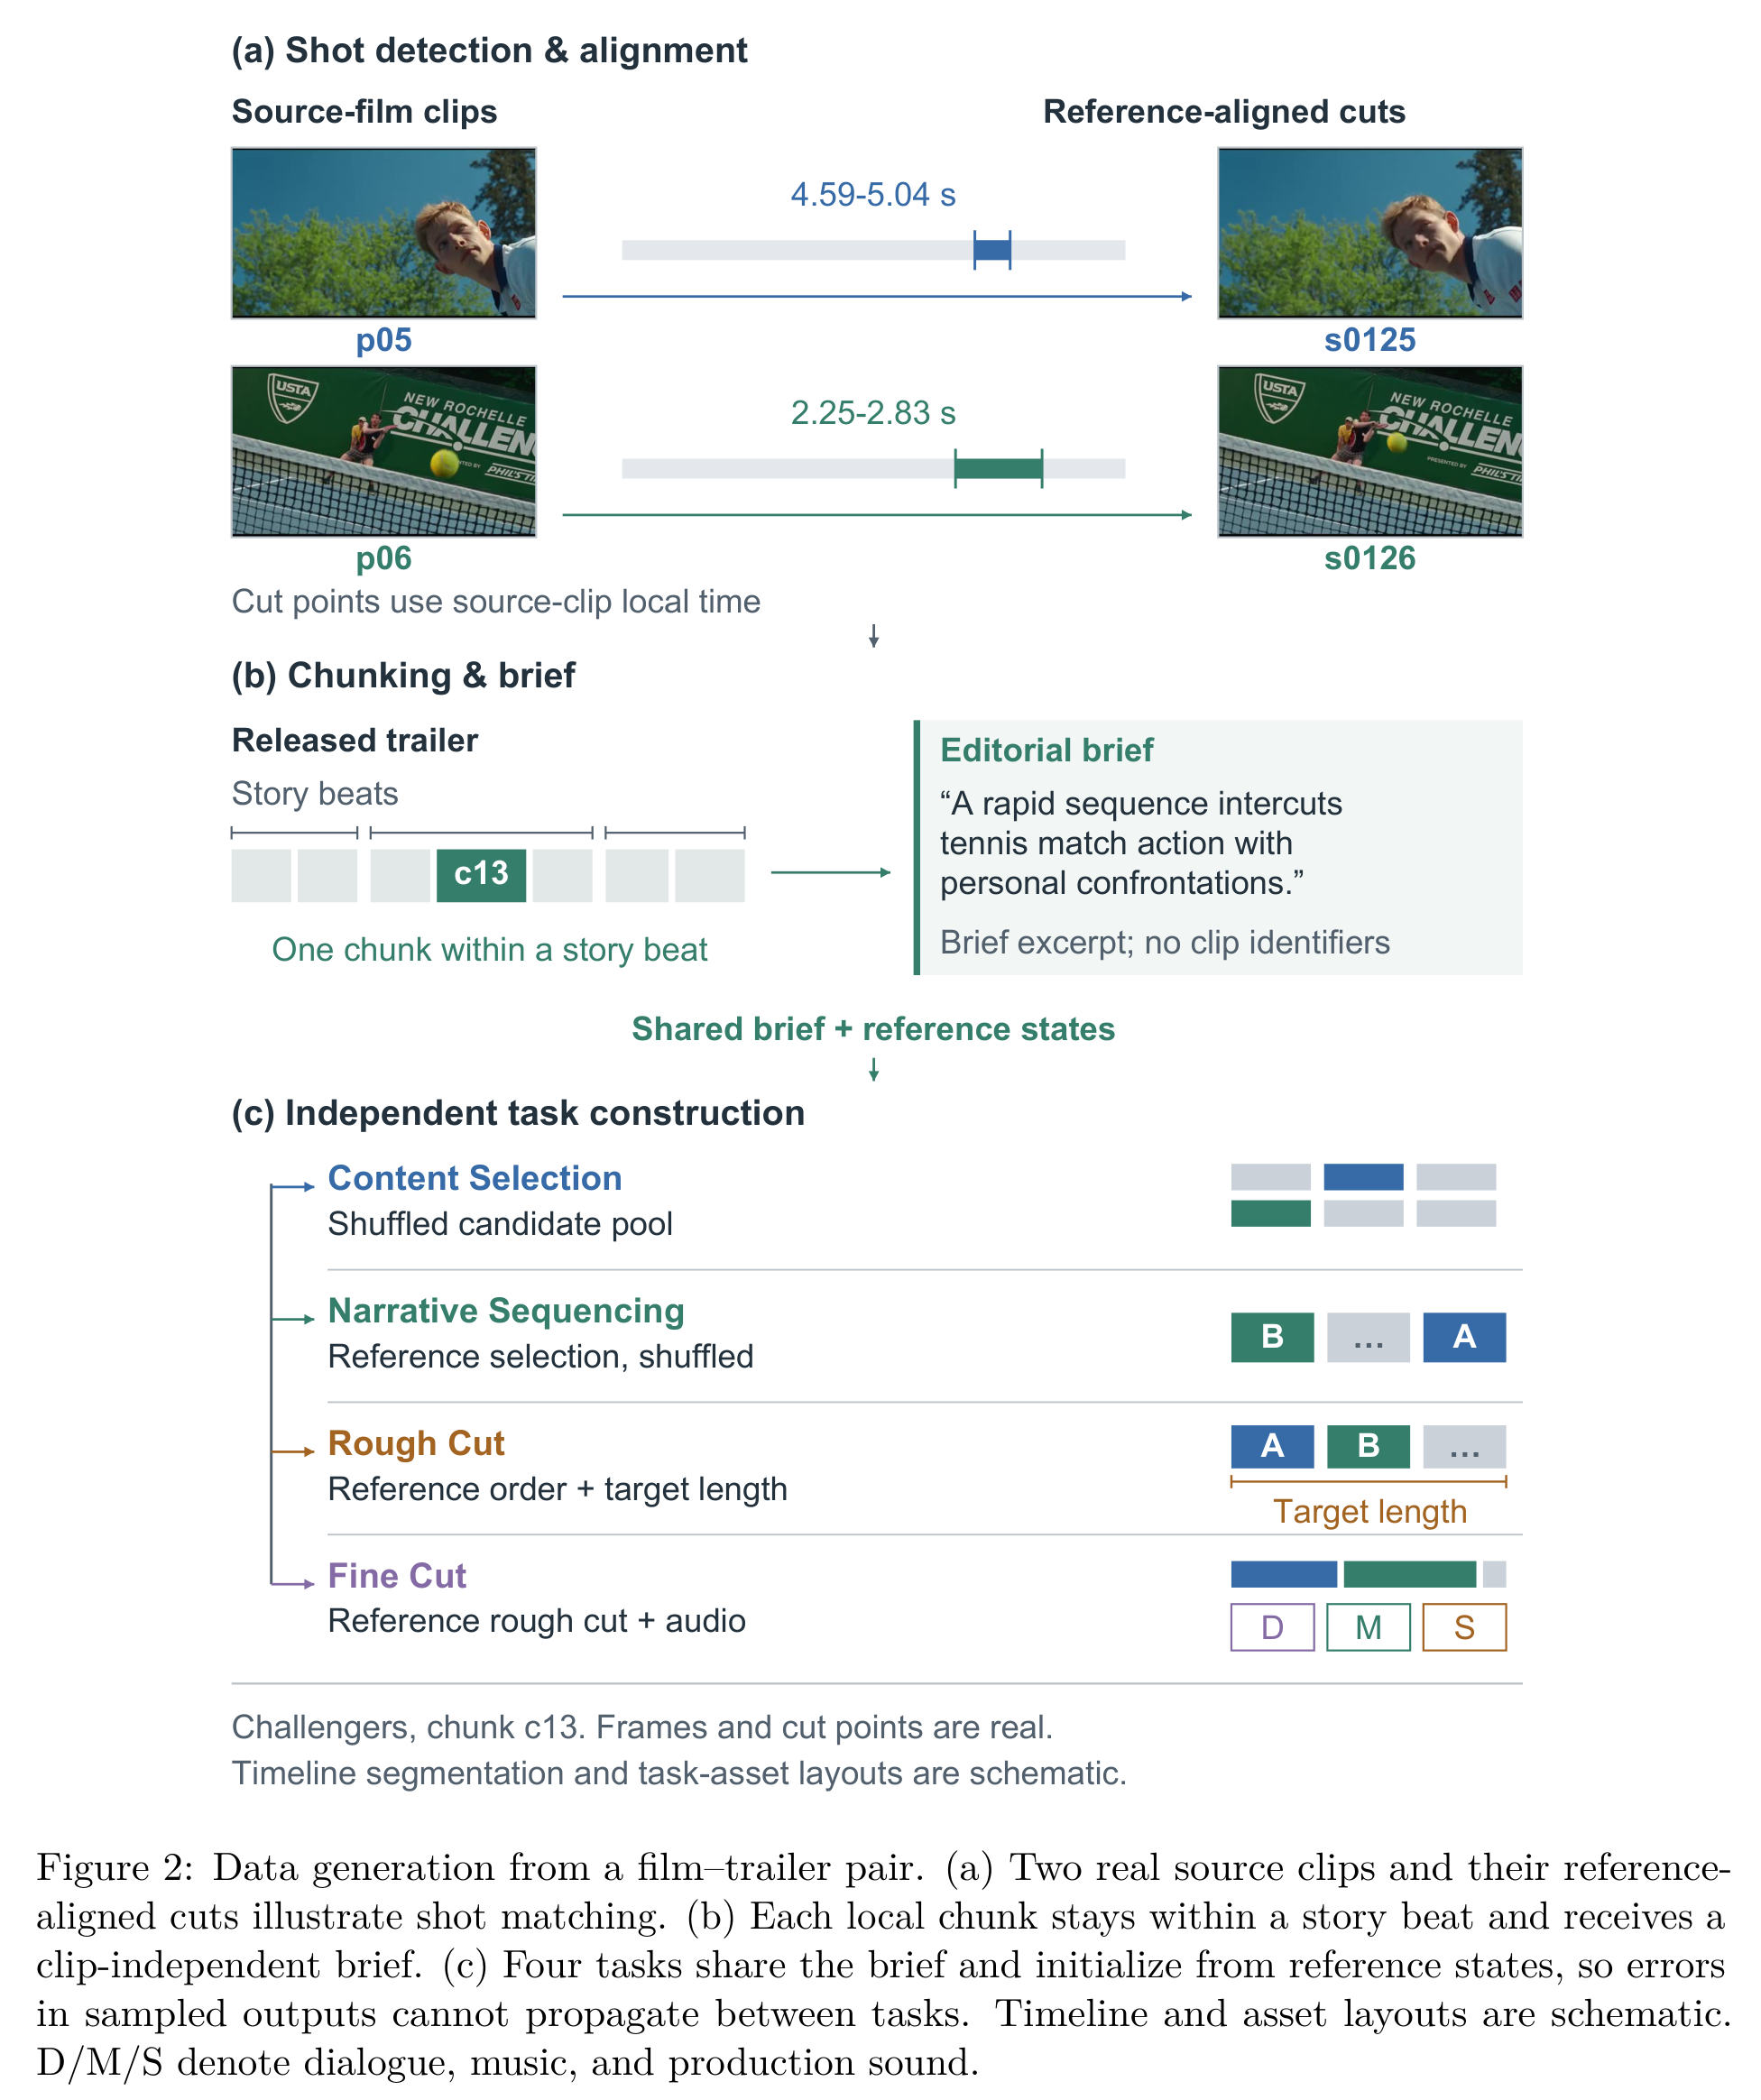 (a) Shot detection & alignment
Source-film clips
Reference-aligned cuts
4.59-5.04 s
p05
s0125
USTA
NEW ROCHELLE
CHALLEN
PHIL'S
2.25-2.83 s
USTA
NEW ROCHELLE
CHALLEN
PRESENTED BY
PHIL'S
p06
s0126
Cut points use source-clip local time
(b) Chunking & brief
Released trailer
Story beats
c13
One chunk within a story beat
Editorial brief
“A rapid sequence intercuts
tennis match action with
personal confrontations.”
Brief excerpt; no clip identifiers
Shared brief + reference states
(c) Independent task construction
Content Selection
Shuffled candidate pool
Narrative Sequencing
Reference selection, shuffled
B ... A
Rough Cut
Reference order + target length
A B ...
Target length
Fine Cut
Reference rough cut + audio
D M S
Challengers, chunk c13. Frames and cut points are real.
Timeline segmentation and task-asset layouts are schematic.
Figure 2: Data generation from a film–trailer pair. (a) Two real source clips and their reference-
aligned cuts illustrate shot matching. (b) Each local chunk stays within a story beat and receives a
clip-independent brief. (c) Four tasks share the brief and initialize from reference states, so errors
in sampled outputs cannot propagate between tasks. Timeline and asset layouts are schematic.
D/M/S denote dialogue, music, and production sound.